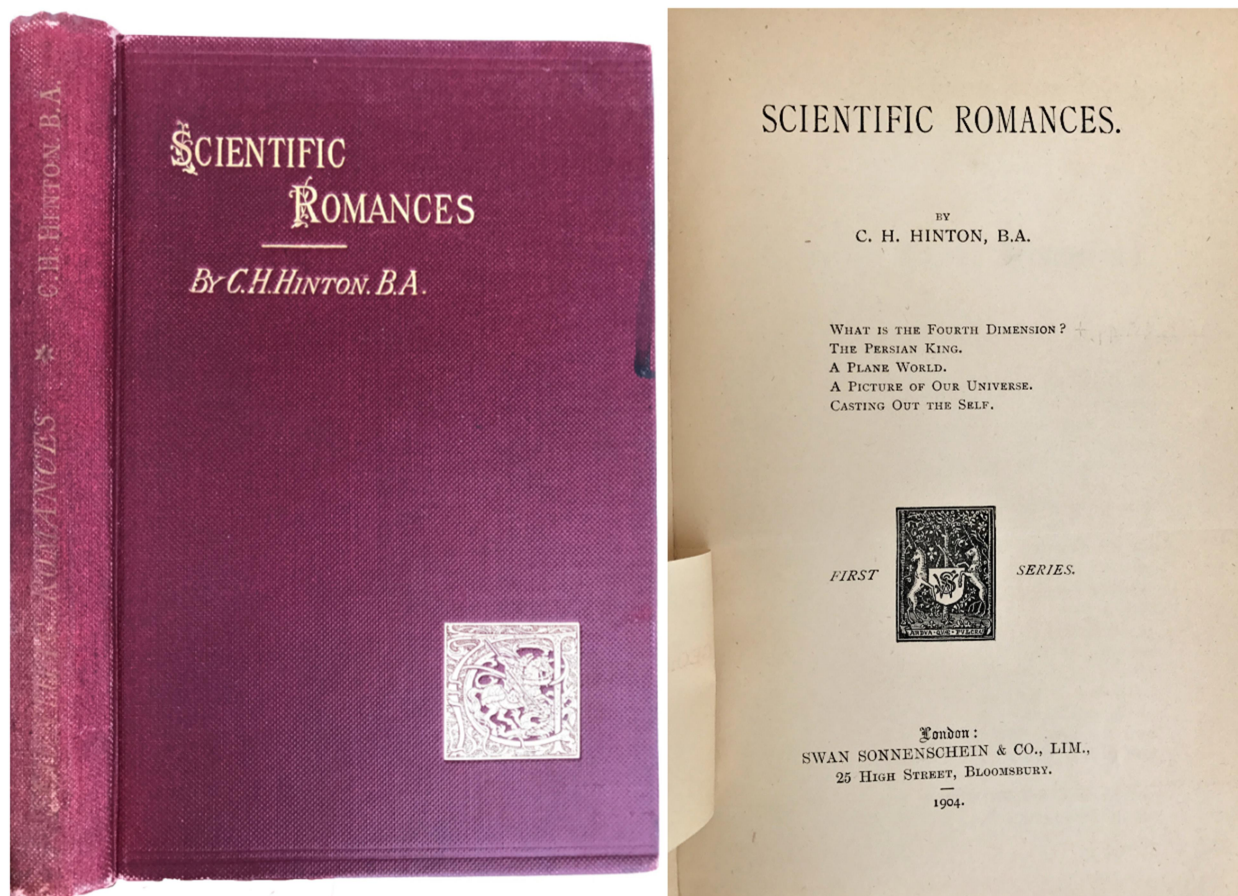 C. H. HINTON. B.A.
SCIENTIFIC ROMANCES
SCIENTIFIC
ROMANCES
BY C. H. HINTON. B.A.
SCIENTIFIC ROMANCES.
BY
C. H. HINTON, B.A.
WHAT IS THE FOURTH DIMENSION?
THE PERSIAN KING.
A PLANE WORLD.
A PICTURE OF OUR UNIVERSE.
CASTING OUT THE SELF.
FIRST SERIES.
London:
SWAN SONNENSCHEIN & CO., LIM.,
25 HIGH STREET, BLOOMSBURY.
1904.